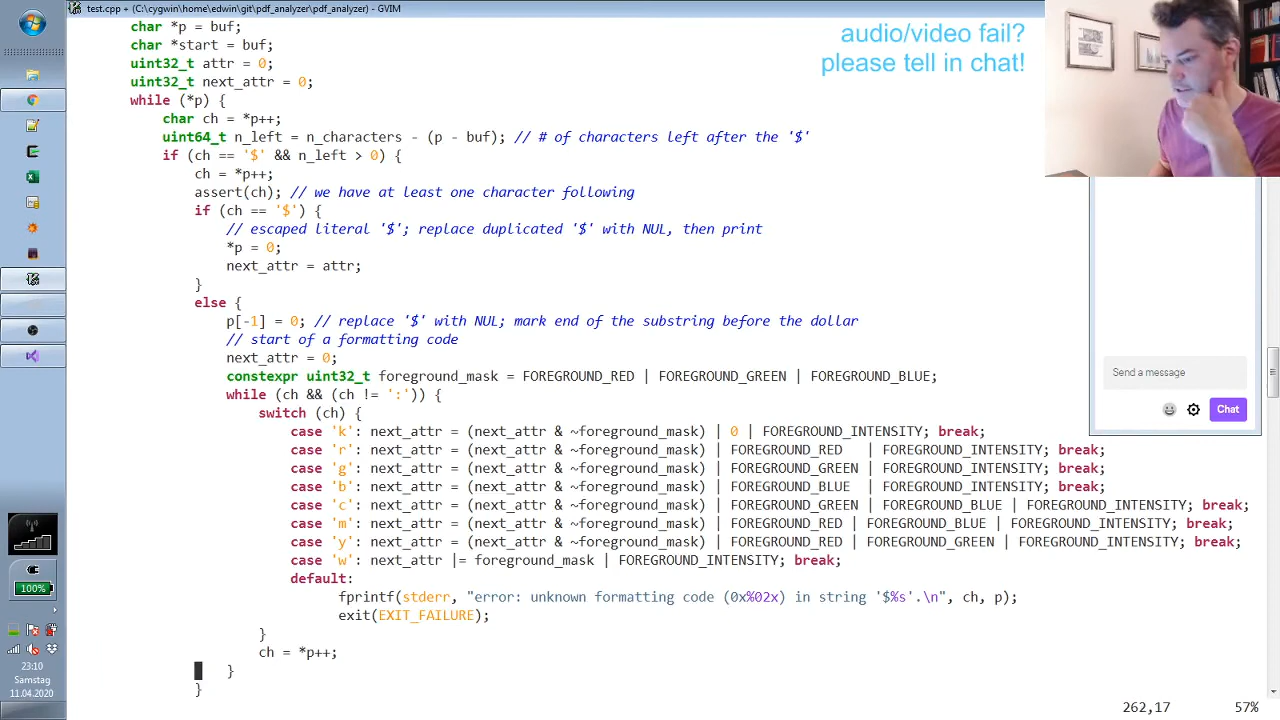 test.cpp + (C:\cygwin\home\edwin\git\pdf_analyzer\pdf_analyzer) - GVIM
audio/video fail?
please tell in chat!
char *p = buf;
char *start = buf;
uint32_t attr = 0;
uint32_t next_attr = 0;
while (*p) {
char ch = *p++;
uint64_t n_left = n_characters - (p - buf); // # of characters left after the '$'
if (ch == '$' && n_left > 0) {
ch = *p++;
assert(ch); // we have at least one character following
if (ch == '$') {
// escaped literal '$'; replace duplicated '$' with NUL, then print
*p = 0;
next_attr = attr;
}
else {
p[-1] = 0; // replace '$' with NUL; mark end of the substring before the dollar
// start of a formatting code
next_attr = 0;
constexpr uint32_t foreground_mask = FOREGROUND_RED | FOREGROUND_GREEN | FOREGROUND_BLUE;
while (ch && (ch != ':')) {
switch (ch) {
case 'k': next_attr = (next_attr & ~foreground_mask) | 0 | FOREGROUND_INTENSITY; break;
case 'r': next_attr = (next_attr & ~foreground_mask) | FOREGROUND_RED   | FOREGROUND_INTENSITY; break;
case 'g': next_attr = (next_attr & ~foreground_mask) | FOREGROUND_GREEN | FOREGROUND_INTENSITY; break;
case 'b': next_attr = (next_attr & ~foreground_mask) | FOREGROUND_BLUE  | FOREGROUND_INTENSITY; break;
case 'c': next_attr = (next_attr & ~foreground_mask) | FOREGROUND_GREEN | FOREGROUND_BLUE | FOREGROUND_INTENSITY; break;
case 'm': next_attr = (next_attr & ~foreground_mask) | FOREGROUND_RED | FOREGROUND_BLUE | FOREGROUND_INTENSITY; break;
case 'y': next_attr = (next_attr & ~foreground_mask) | FOREGROUND_RED | FOREGROUND_GREEN | FOREGROUND_INTENSITY; break;
case 'w': next_attr |= foreground_mask | FOREGROUND_INTENSITY; break;
default:
fprintf(stderr, "error: unknown formatting code (0x%02x) in string '$%s'.\n", ch, p);
exit(EXIT_FAILURE);
}
ch = *p++;
}
}
Send a message
Chat
100%
23:10
Samstag
11.04.2020
262,17
57%